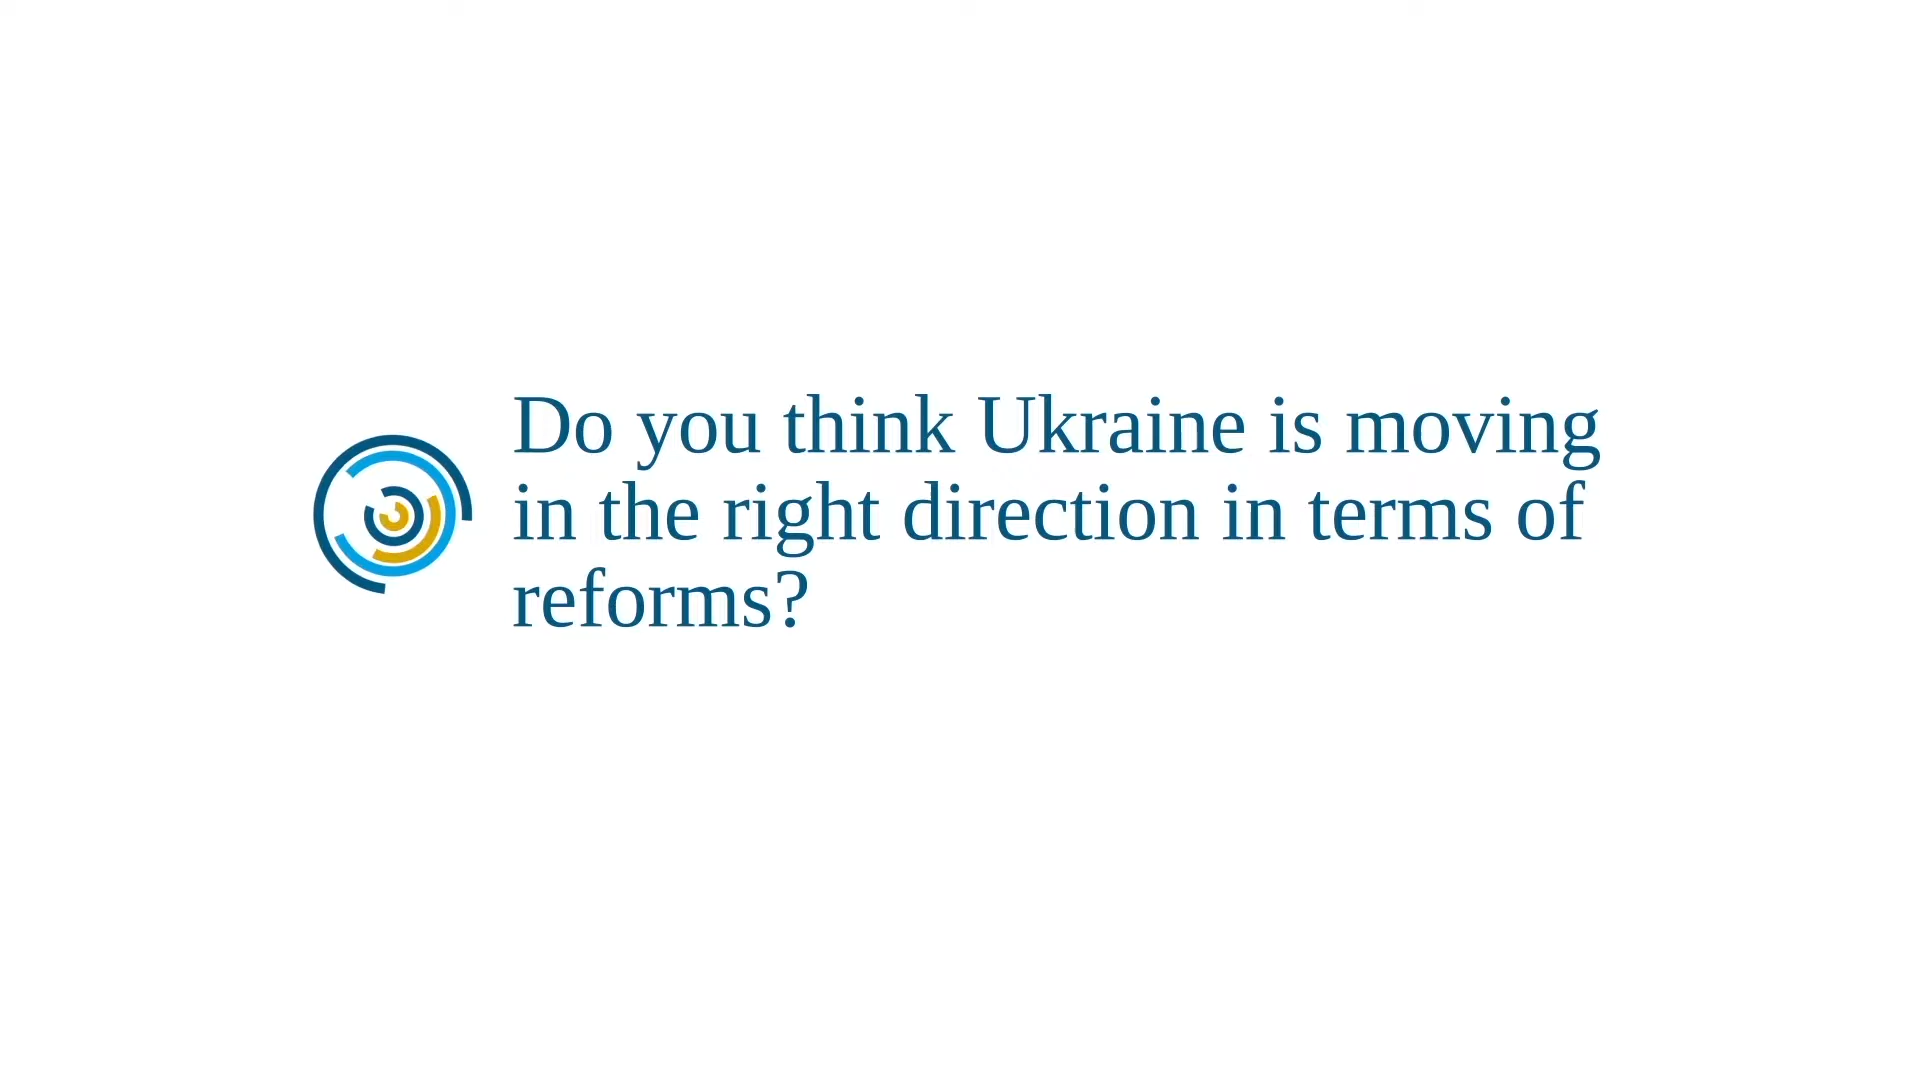 Do you think Ukraine is moving
in the right direction in terms of
reforms?